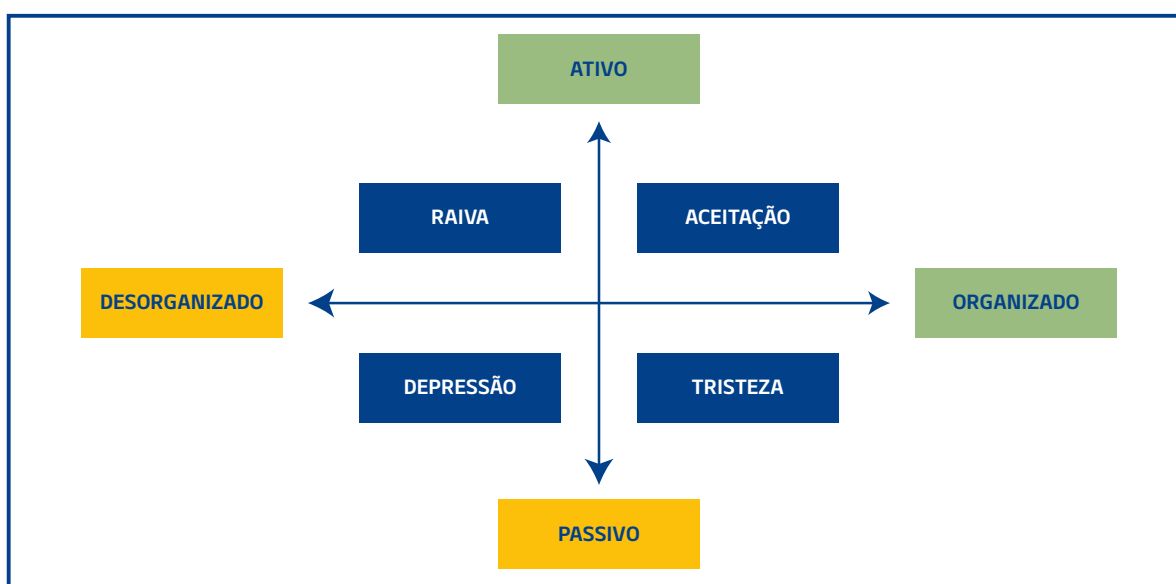 ATIVO
RAIVA
ACEITAÇÃO
DESORGANIZADO
ORGANIZADO
DEPRESSÃO
TRISTEZA
PASSIVO